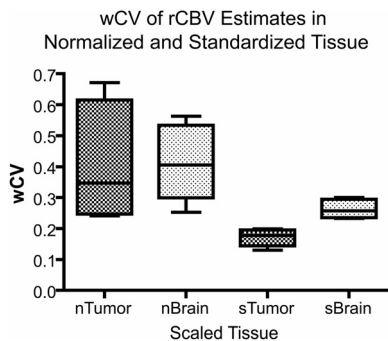 wCV of rCBV Estimates in
Normalized and Standardized Tissue
wCV
0.7
0.6
0.5
0.4
0.3
0.2
0.1
0.0
nTumor nBrain sTumor sBrain
Scaled Tissue